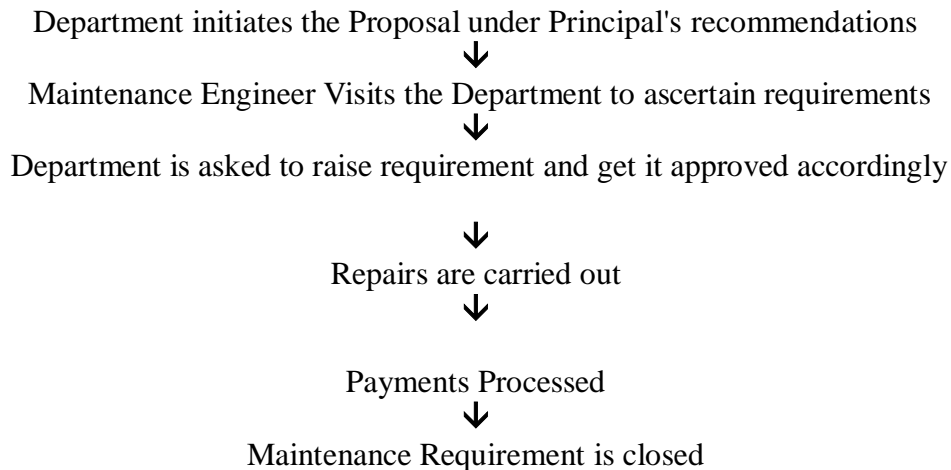 Department initiates the Proposal under Principal's recommendations
↓
Maintenance Engineer Visits the Department to ascertain requirements
↓
Department is asked to raise requirement and get it approved accordingly
↓
Repairs are carried out
↓
Payments Processed
↓
Maintenance Requirement is closed